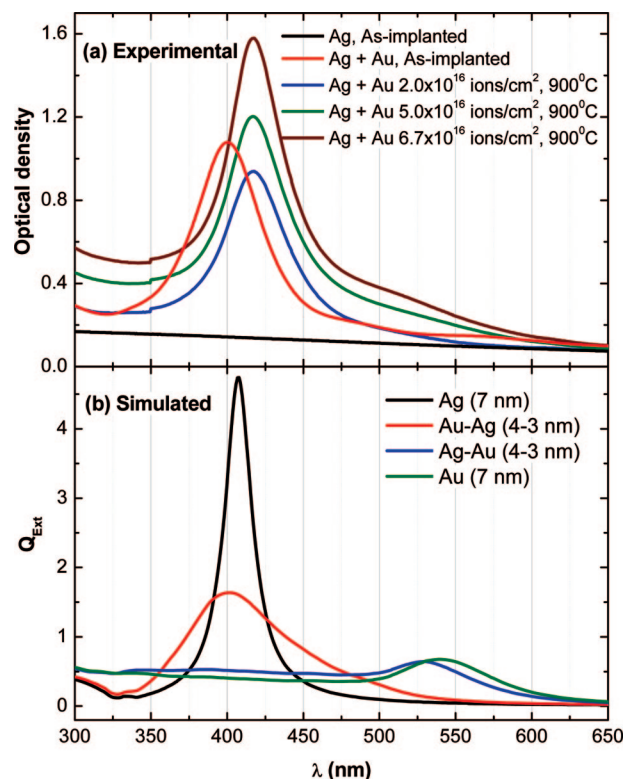 (a) Experimental
Ag, As-implanted
Ag + Au, As-implanted
Ag + Au 2.0x10¹⁶ ions/cm², 900⁰C
Ag + Au 5.0x10¹⁶ ions/cm², 900⁰C
Ag + Au 6.7x10¹⁶ ions/cm², 900⁰C
Optical density
1.6
1.2
0.8
0.4
0.0
(b) Simulated
Ag (7 nm)
Au-Ag (4-3 nm)
Ag-Au (4-3 nm)
Au (7 nm)
Q_Ext
4
3
2
1
0
300 350 400 450 500 550 600 650
λ (nm)